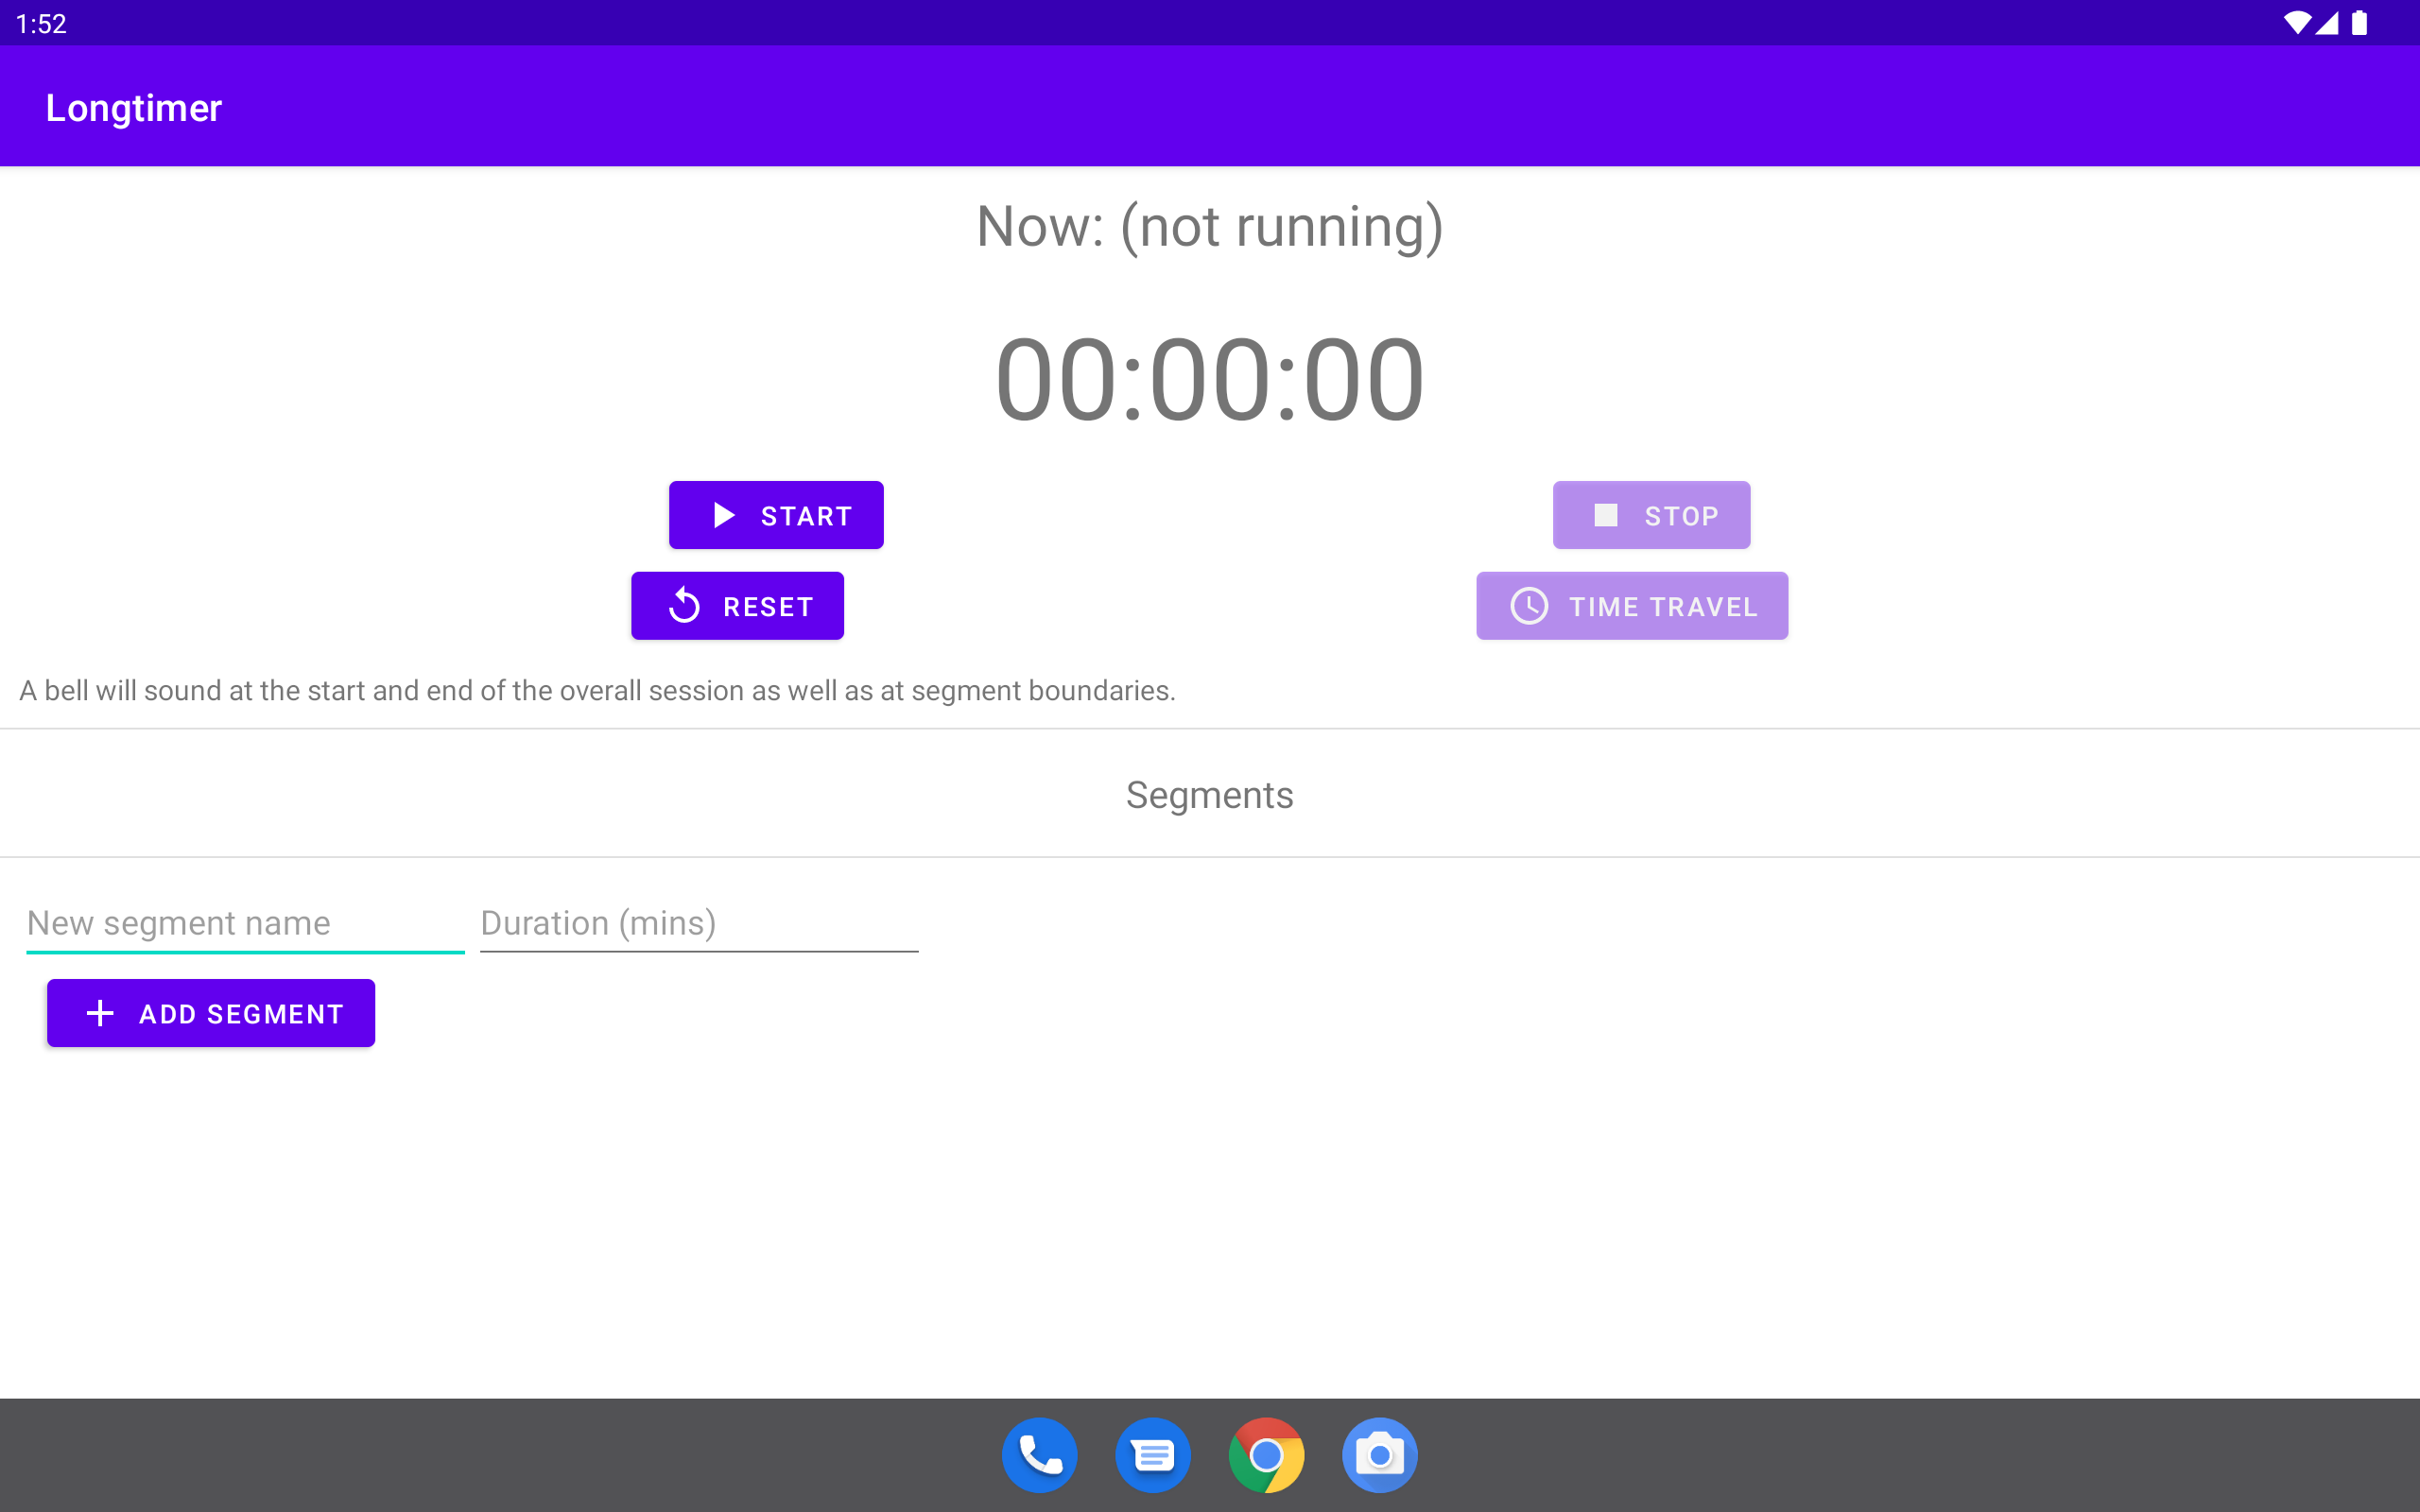 1:52
Longtimer
Now: (not running)
00:00:00
START
STOP
RESET
TIME TRAVEL
A bell will sound at the start and end of the overall session as well as at segment boundaries.
Segments
New segment name
Duration (mins)
ADD SEGMENT